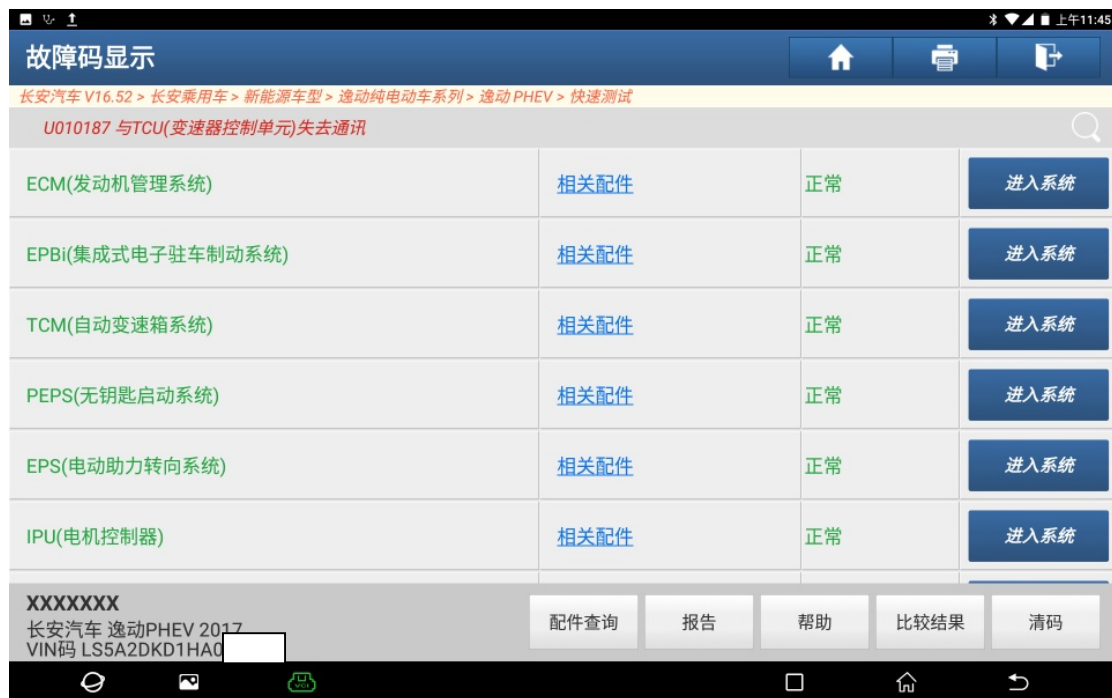 上午11:45
故障码显示
长安汽车 V16.52 > 长安乘用车 > 新能源车型 > 逸动纯电动车系列 > 逸动 PHEV > 快速测试
U010187 与TCU(变速器控制单元)失去通讯
ECM(发动机管理系统) 相关配件 正常 进入系统
EPBi(集成式电子驻车制动系统) 相关配件 正常 进入系统
TCM(自动变速箱系统) 相关配件 正常 进入系统
PEPS(无钥匙启动系统) 相关配件 正常 进入系统
EPS(电动助力转向系统) 相关配件 正常 进入系统
IPU(电机控制器) 相关配件 正常 进入系统
XXXXXXX
长安汽车 逸动PHEV 2017
VIN码 LS5A2DKD1HA0
配件查询 报告 帮助 比较结果 清码
VCI